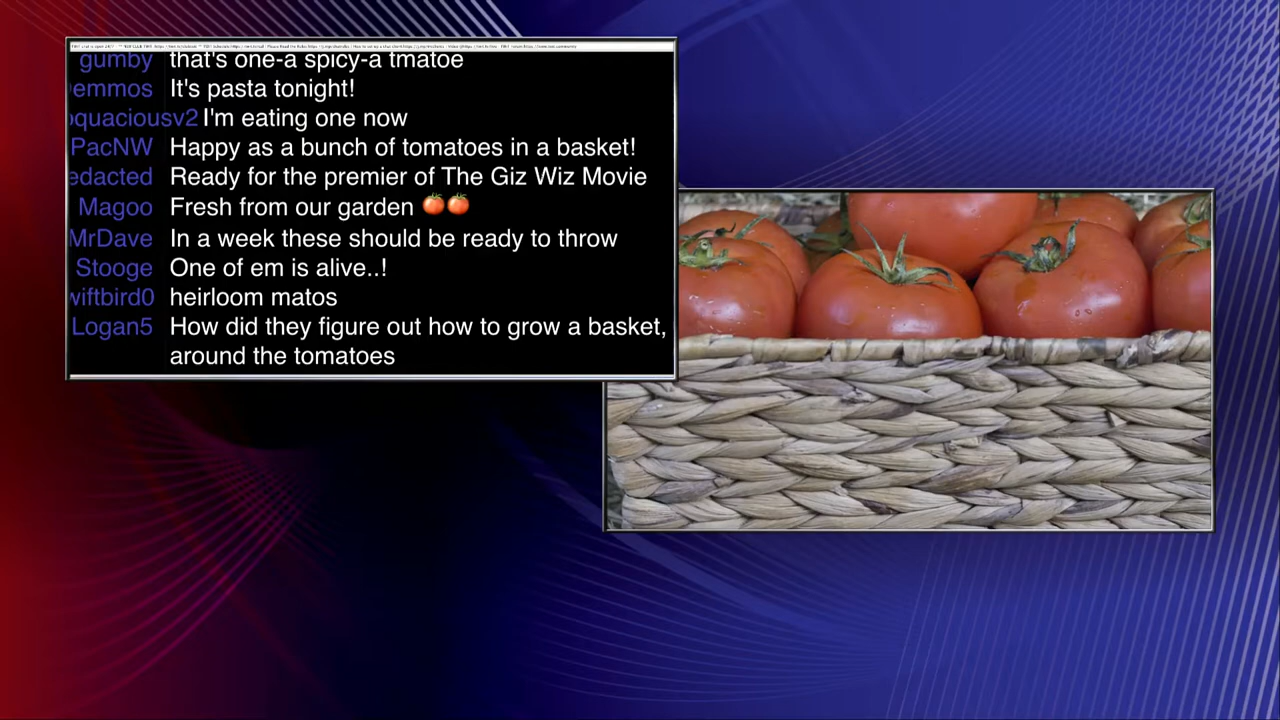 gumby that's one-a spicy-a tmatoe
emmos It's pasta tonight!
oquaciousv2 I'm eating one now
PacNW Happy as a bunch of tomatoes in a basket!
edacted Ready for the premier of The Giz Wiz Movie
Magoo Fresh from our garden 🍅🍅
MrDave In a week these should be ready to throw
Stooge One of em is alive..!
wiftbird0 heirloom matos
Logan5 How did they figure out how to grow a basket,
around the tomatoes